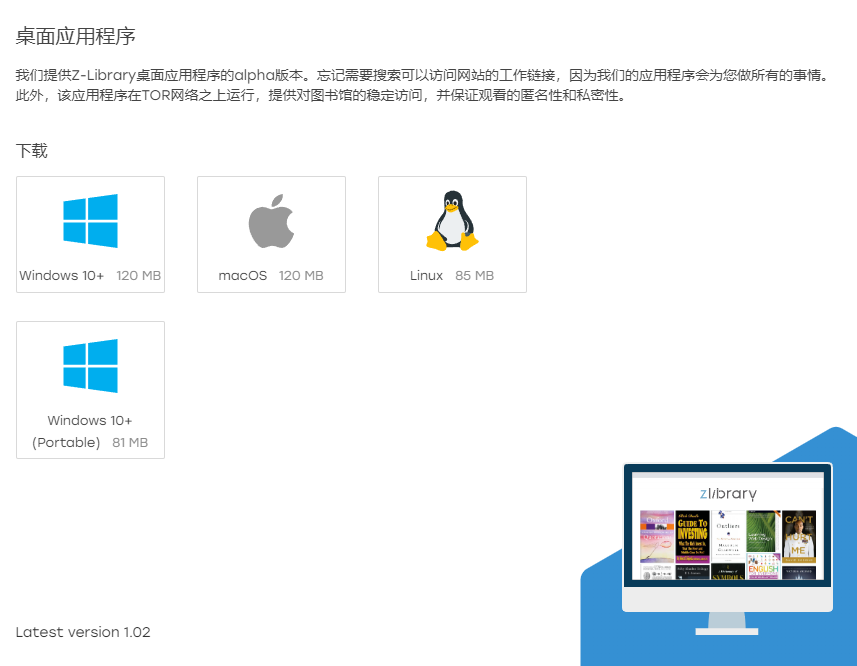 桌面应用程序
我们提供Z-Library桌面应用程序的alpha版本。忘记需要搜索可以访问网站的工作链接，因为我们的应用程序会为您做所有的事情。
此外，该应用程序在TOR网络之上运行，提供对图书馆的稳定访问，并保证观看的匿名性和私密性。
下载
Windows 10+ 120 MB
macOS 120 MB
Linux 85 MB
Windows 10+
(Portable) 81 MB
zlibrary
GUIDE TO
INVESTING
Outliers
CAN'T
HURT
ME
ENGLISH
SYMBOLS
Latest version 1.02